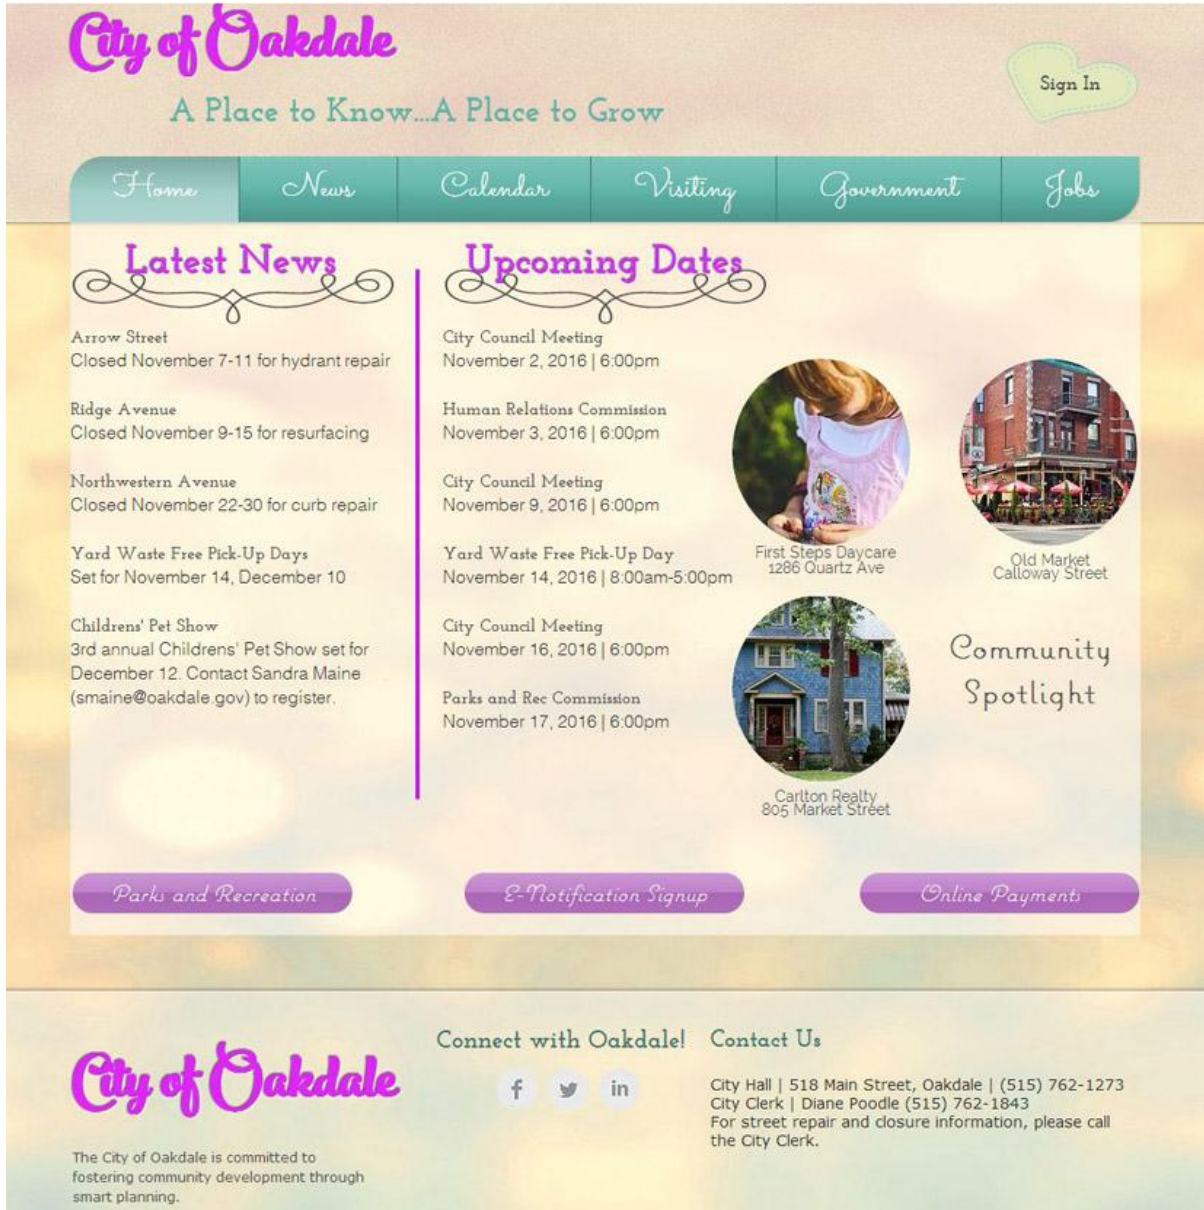 City of Oakdale
A Place to Know...A Place to Grow
Sign In
Home
News
Calendar
Visiting
Government
Jobs
Latest News
Arrow Street
Closed November 7-11 for hydrant repair
Ridge Avenue
Closed November 9-15 for resurfacing
Northwestern Avenue
Closed November 22-30 for curb repair
Yard Waste Free Pick-Up Days
Set for November 14, December 10
Childrens' Pet Show
3rd annual Childrens' Pet Show set for
December 12. Contact Sandra Maine
(smaine@oakdale.gov) to register.
Upcoming Dates
City Council Meeting
November 2, 2016 | 6:00pm
Human Relations Commission
November 3, 2016 | 6:00pm
City Council Meeting
November 9, 2016 | 6:00pm
Yard Waste Free Pick-Up Day
November 14, 2016 | 8:00am-5:00pm
City Council Meeting
November 16, 2016 | 6:00pm
Parks and Rec Commission
November 17, 2016 | 6:00pm
First Steps Daycare
1286 Quartz Ave
Old Market
Calloway Street
Community
Spotlight
Carlton Realty
805 Market Street
Parks and Recreation
E-Notification Signup
Online Payments
City of Oakdale
The City of Oakdale is committed to
fostering community development through
smart planning.
Connect with Oakdale!
f
in
Contact Us
City Hall | 518 Main Street, Oakdale | (515) 762-1273
City Clerk | Diane Poodle (515) 762-1843
For street repair and closure information, please call
the City Clerk.